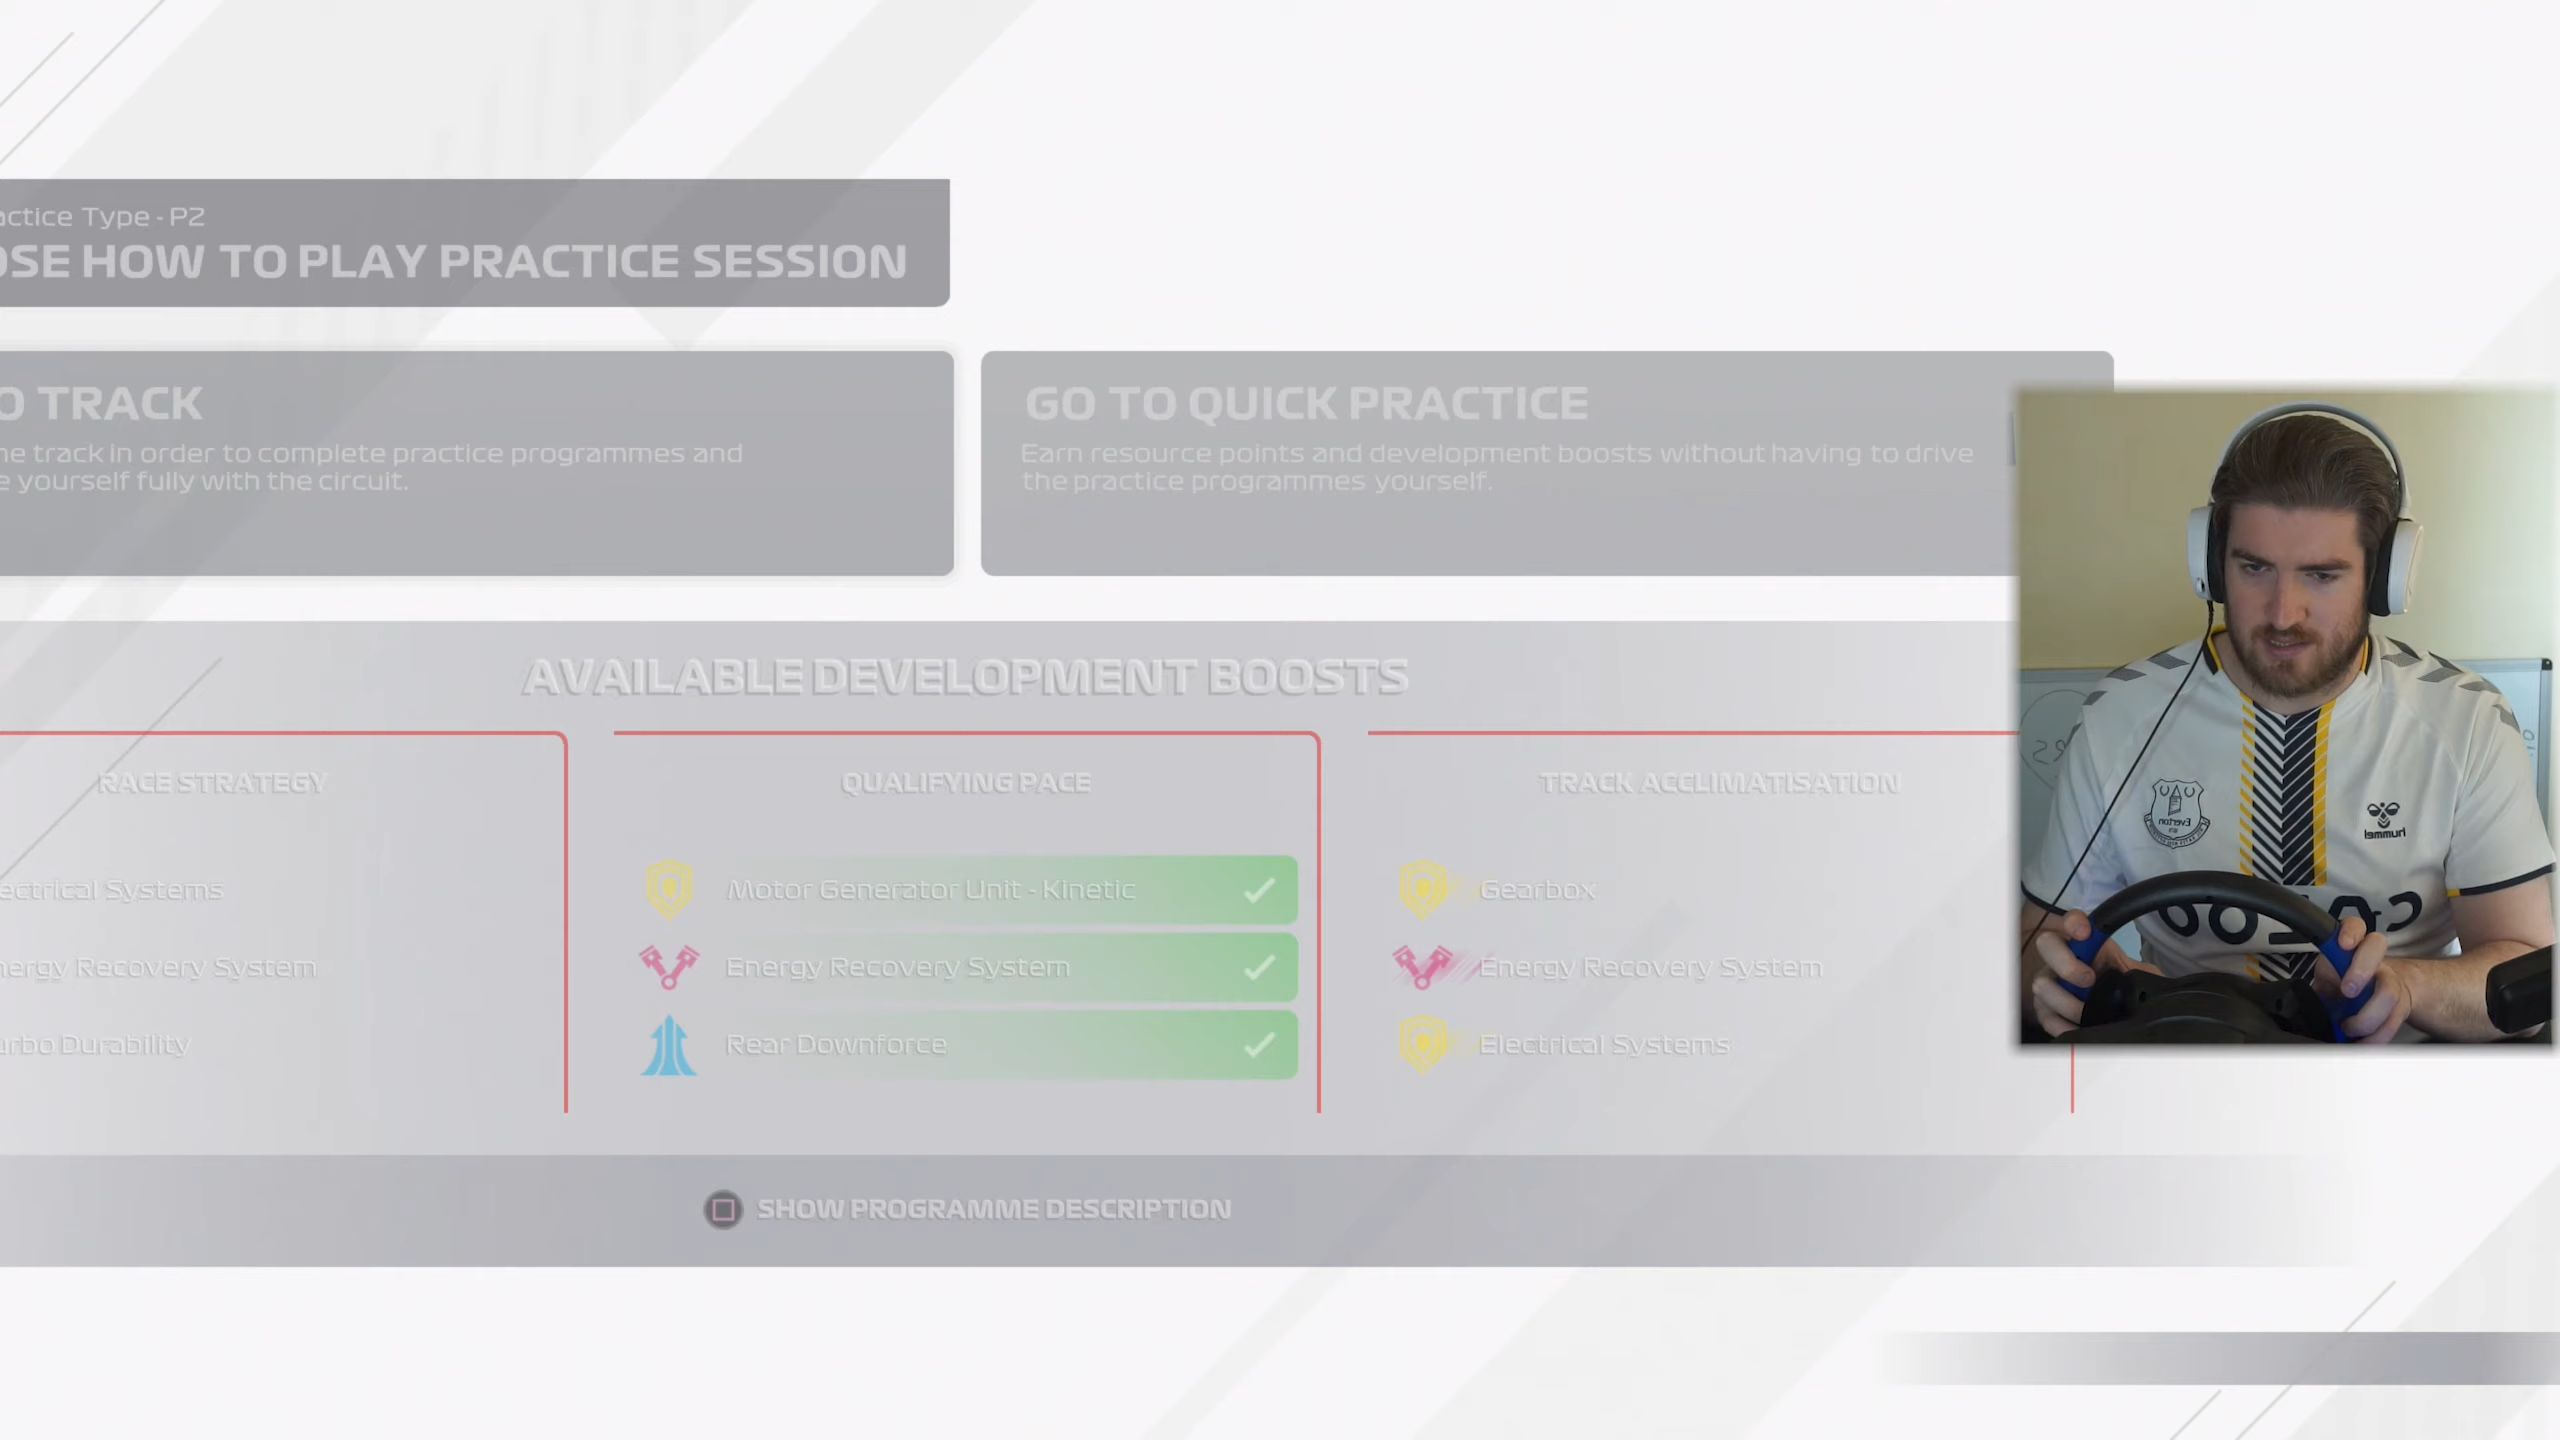 actice Type - P2
OSE HOW TO PLAY PRACTICE SESSION
O TRACK
ne track in order to complete practice programmes and
e yourself fully with the circuit.
GO TO QUICK PRACTICE
Earn resource points and development boosts without having to drive
the practice programmes yourself.
AVAILABLE DEVELOPMENT BOOSTS
RACE STRATEGY
ectrical Systems
nergy Recovery System
urbo Durability
QUALIFYING PACE
Motor Generator Unit - Kinetic
Energy Recovery System
Rear Downforce
TRACK ACCLIMATISATION
Gearbox
Energy Recovery System
Electrical Systems
SHOW PROGRAMME DESCRIPTION
Everton
hummel